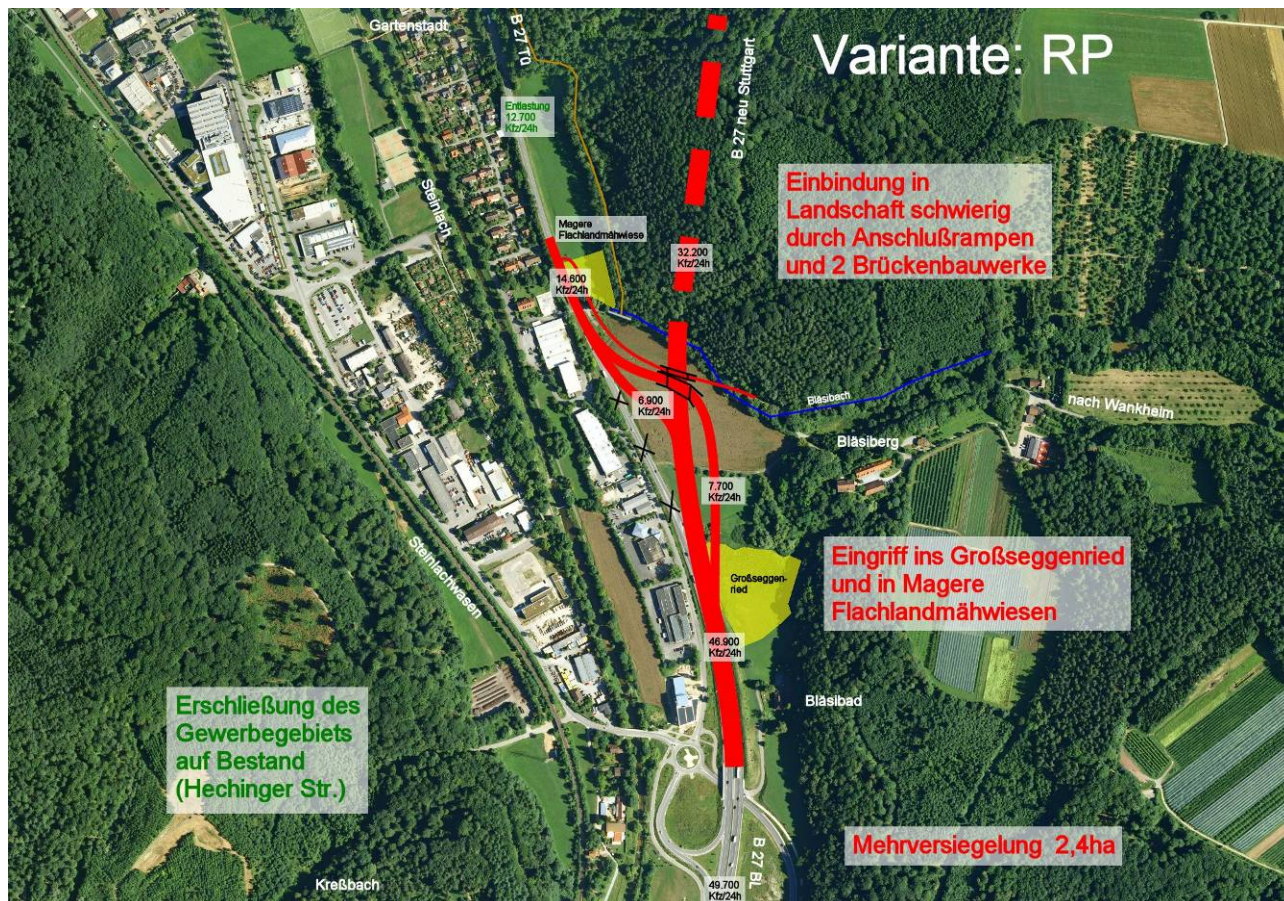 Gartenstadt
B 27 Tü
Variante: RP
B 27 neu Stuttgart
Entlastung
12.700
Kfz/24h
Steinlach
Einbindung in
Landschaft schwierig
durch Anschlußrampen
und 2 Brückenbauwerke
Magere
Flachlandmähwiese
32.200
Kfz/24h
14.600
Kfz/24h
Bläsibach
nach Wankheim
6.900
Kfz/24h
Bläsiberg
7.700
Kfz/24h
Steinlachwasen
Großseggen-
ried
Eingriff ins Großseggenried
und in Magere
Flachlandmähwiesen
46.900
Kfz/24h
Bläsibad
Erschließung des
Gewerbegebiets
auf Bestand
(Hechinger Str.)
Mehrversiegelung 2,4ha
B 27 BL
Kreßbach
49.700
Kfz/24h